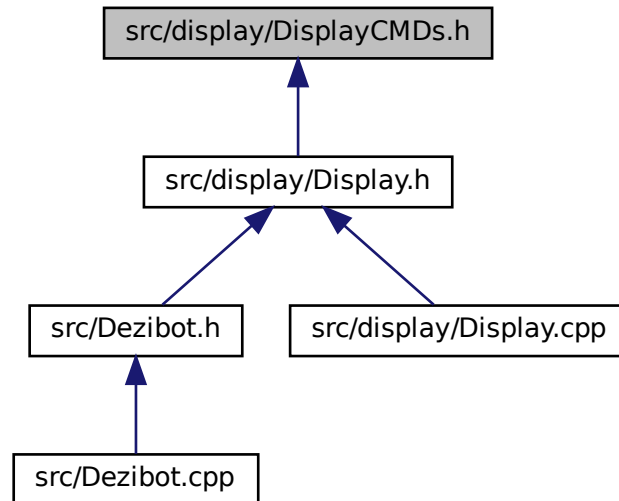 src/display/DisplayCMDs.h
src/display/Display.h
src/Dezibot.h
src/display/Display.cpp
src/Dezibot.cpp